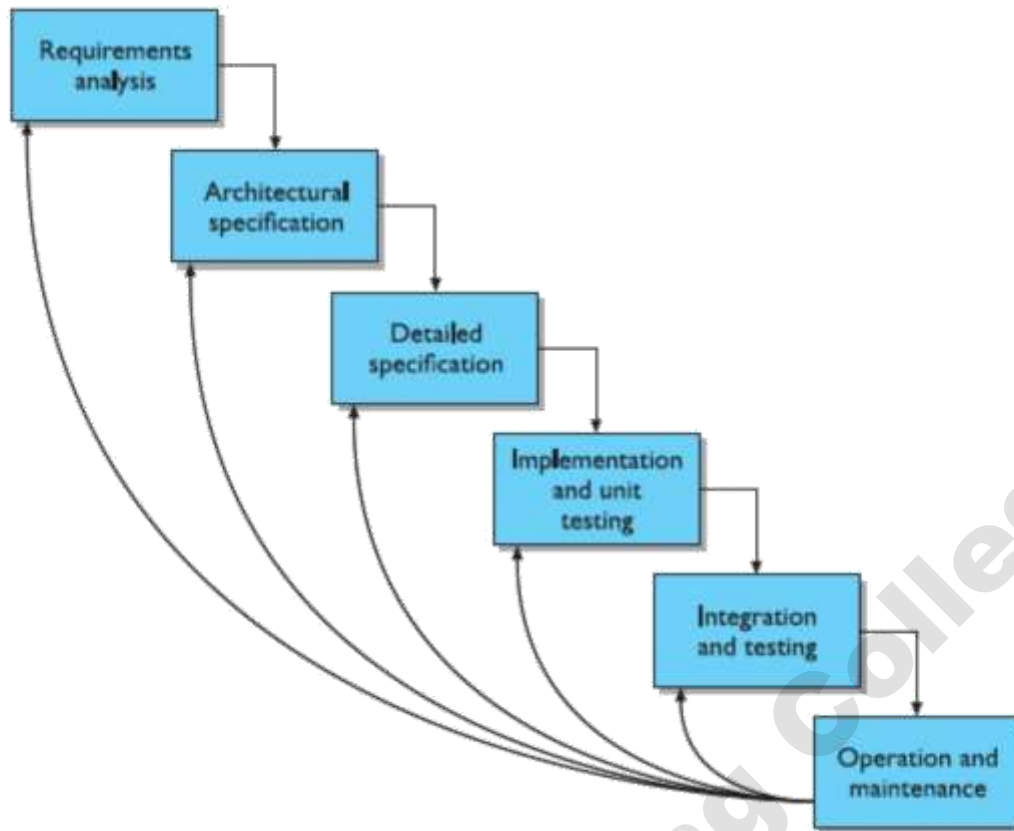 Requirements
analysis
Architectural
specification
Detailed
specification
Implementation
and unit
testing
Integration
and testing
Operation and
maintenance